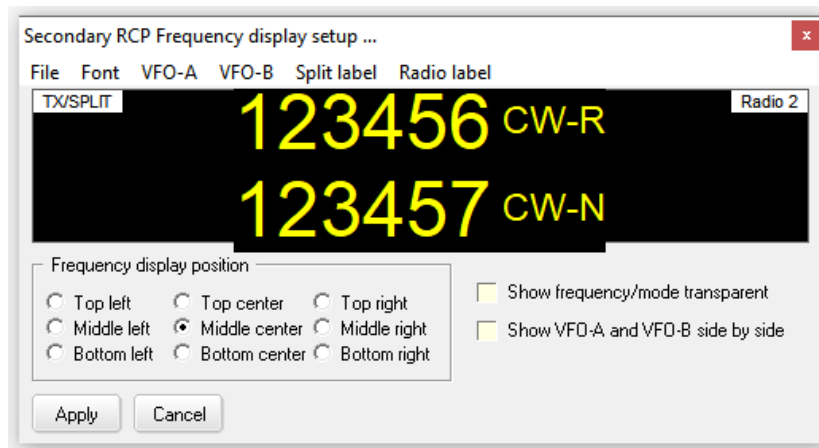 Secondary RCP Frequency display setup ...
x
File Font VFO-A VFO-B Split label Radio label
TX/SPLIT 123456 CW-R Radio 2
123457 CW-N
Frequency display position
Top left Top center Top right
Middle left Middle center Middle right
Bottom left Bottom center Bottom right
Show frequency/mode transparent
Show VFO-A and VFO-B side by side
Apply Cancel